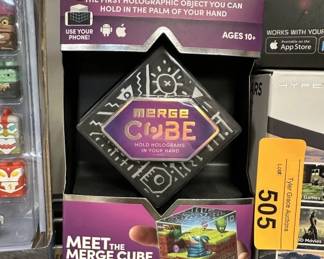 THE FIRST HOLOGRAPHIC OBJECT YOU CAN
HOLD IN THE PALM OF YOUR HAND
USE YOUR
PHONE!
AGES 10+
merge
CUBE
HOLD HOLOGRAMS
IN YOUR HAND
MEET THE
MERGE CUBE
WORKS WITH YOUR
App Store
Tyler Grace Auctions
LOT
505